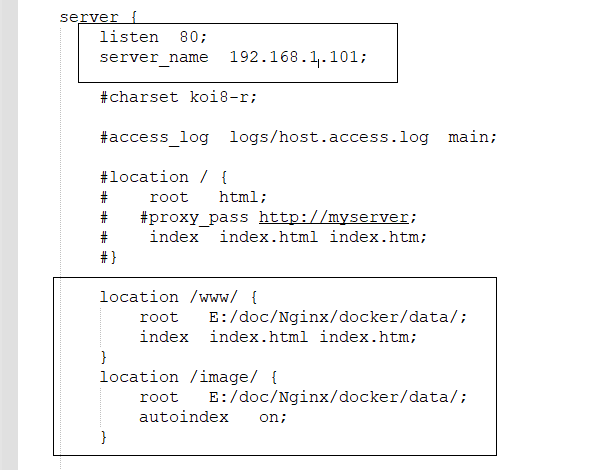 server {
listen  80;
server_name  192.168.1.101;
#charset koi8-r;
#access_log  logs/host.access.log  main;
#location / {
#    root   html;
#   #proxy_pass http://myserver;
#    index  index.html index.htm;
#}
location /www/ {
root   E:/doc/Nginx/docker/data/;
index  index.html index.htm;
}
location /image/ {
root   E:/doc/Nginx/docker/data/;
autoindex   on;
}